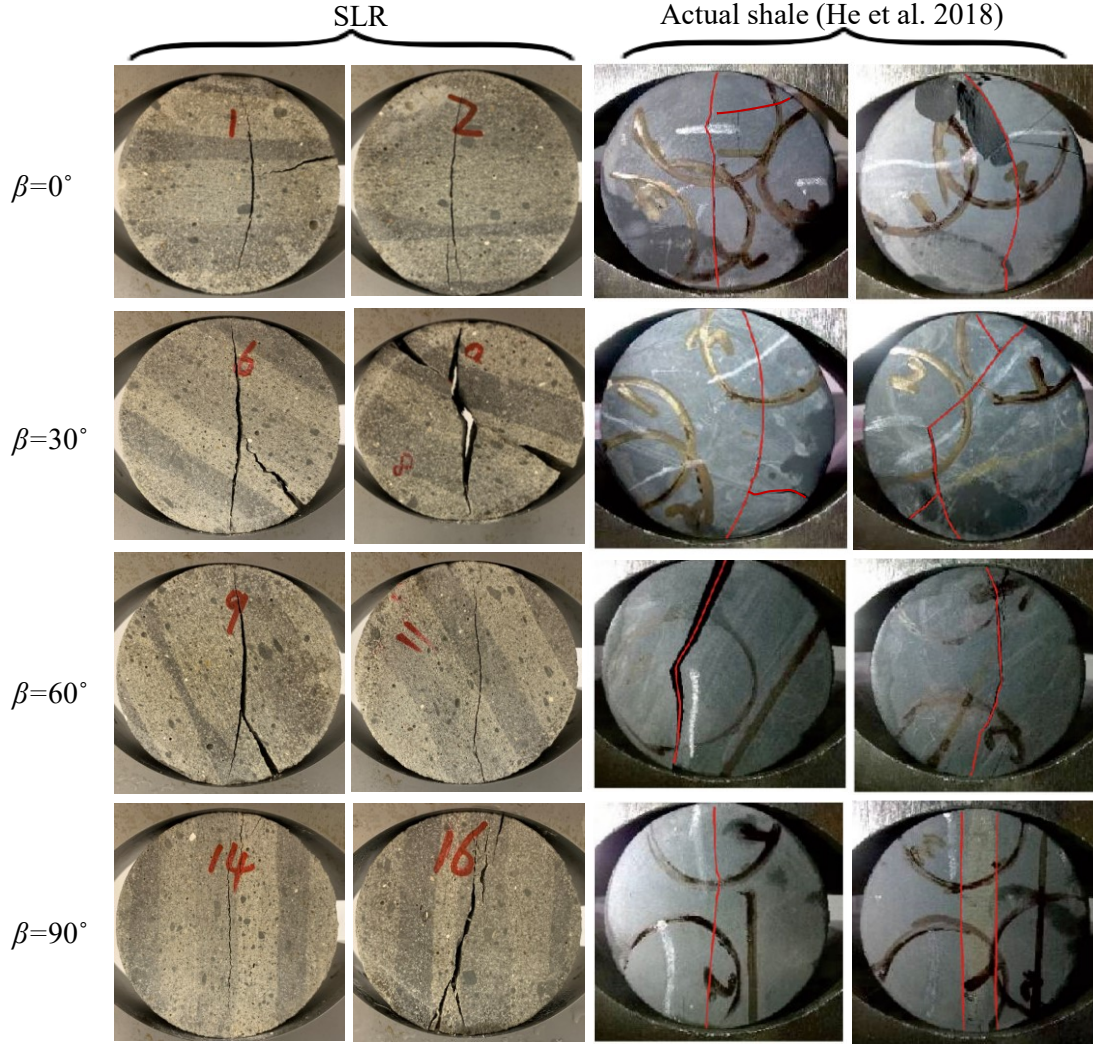 SLR Actual shale (He et al. 2018)
β=0˚ 1 2
β=30˚ 6
β=60˚ 9 11
β=90˚ 14 16